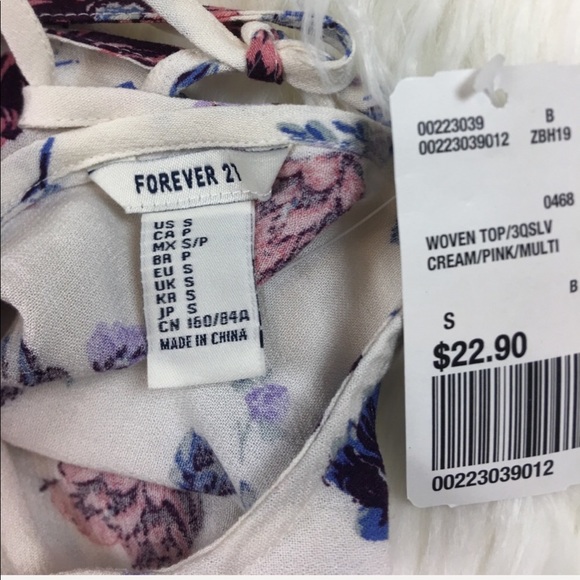 FOREVER 21
US S
CA P
MX S/P
BR P
EU S
UK S
KR S
JP S
CN 160/84A
MADE IN CHINA
00223039 B
00223039012 ZBH19
0468
WOVEN TOP/3QSLV
CREAM/PINK/MULTI
B
S
$22.90
00223039012